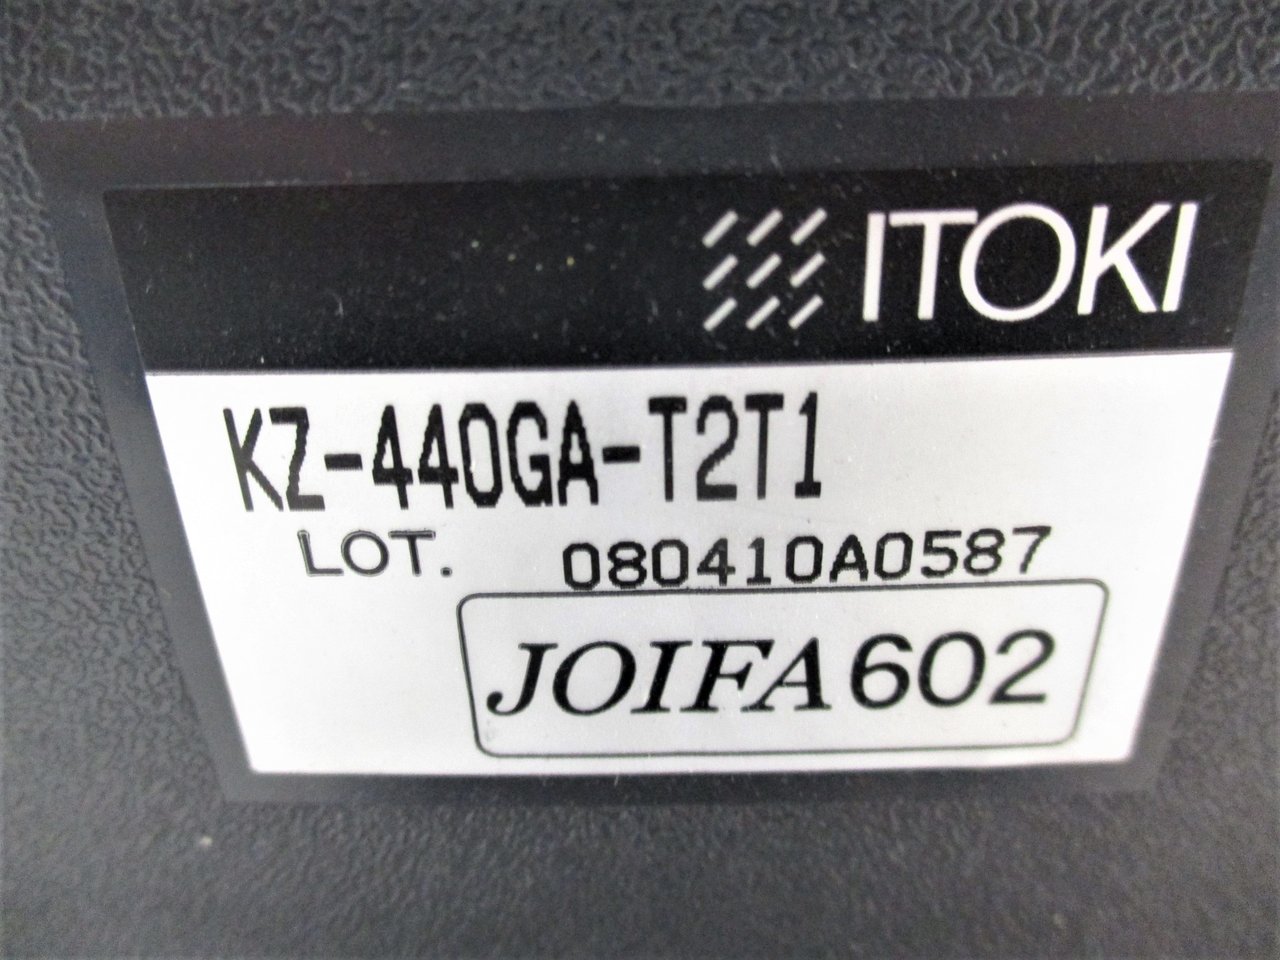 ITOKI
KZ-440GA-T2T1
LOT. 080410A0587
JOIFA602